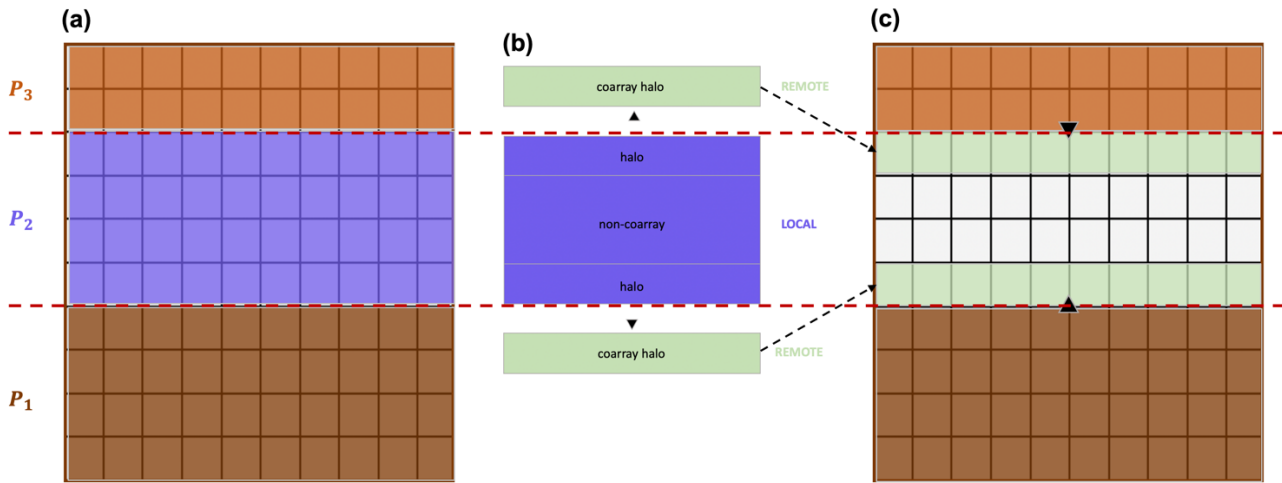 (a)
(b)
(c)
P3
coarray halo
REMOTE
halo
P2
non-coarray
LOCAL
halo
coarray halo
REMOTE
P1